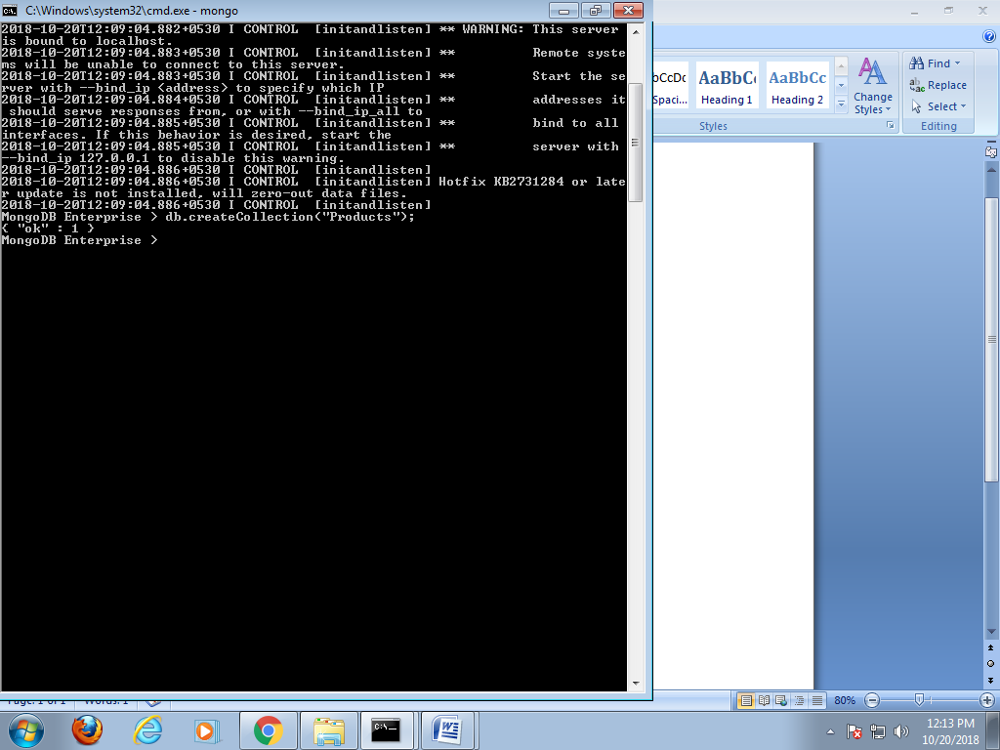 C:\Windows\system32\cmd.exe - mongo
2018-10-20T12:09:04.882+0530 I CONTROL  [initandlisten] ** WARNING: This server
is bound to localhost.
2018-10-20T12:09:04.883+0530 I CONTROL  [initandlisten] **          Remote syste
ms will be unable to connect to this server.
2018-10-20T12:09:04.883+0530 I CONTROL  [initandlisten] **          Start the se
rver with --bind_ip <address> to specify which IP
2018-10-20T12:09:04.884+0530 I CONTROL  [initandlisten] **          addresses it
 should serve responses from, or with --bind_ip_all to
2018-10-20T12:09:04.885+0530 I CONTROL  [initandlisten] **          bind to all
interfaces. If this behavior is desired, start the
2018-10-20T12:09:04.885+0530 I CONTROL  [initandlisten] **          server with
--bind_ip 127.0.0.1 to disable this warning.
2018-10-20T12:09:04.886+0530 I CONTROL  [initandlisten]
2018-10-20T12:09:04.886+0530 I CONTROL  [initandlisten] Hotfix KB2731284 or late
r update is not installed, will zero-out data files.
2018-10-20T12:09:04.886+0530 I CONTROL  [initandlisten]
MongoDB Enterprise > db.createCollection("Products");
{ "ok" : 1 }
MongoDB Enterprise >
bCcDc AaBbC AaBbCc
Spaci... Heading 1 Heading 2
Change
Styles
Styles
Find
Replace
Select
Editing
Page: 1 of 1 Words: 1
80%
C:\
12:13 PM
10/20/2018